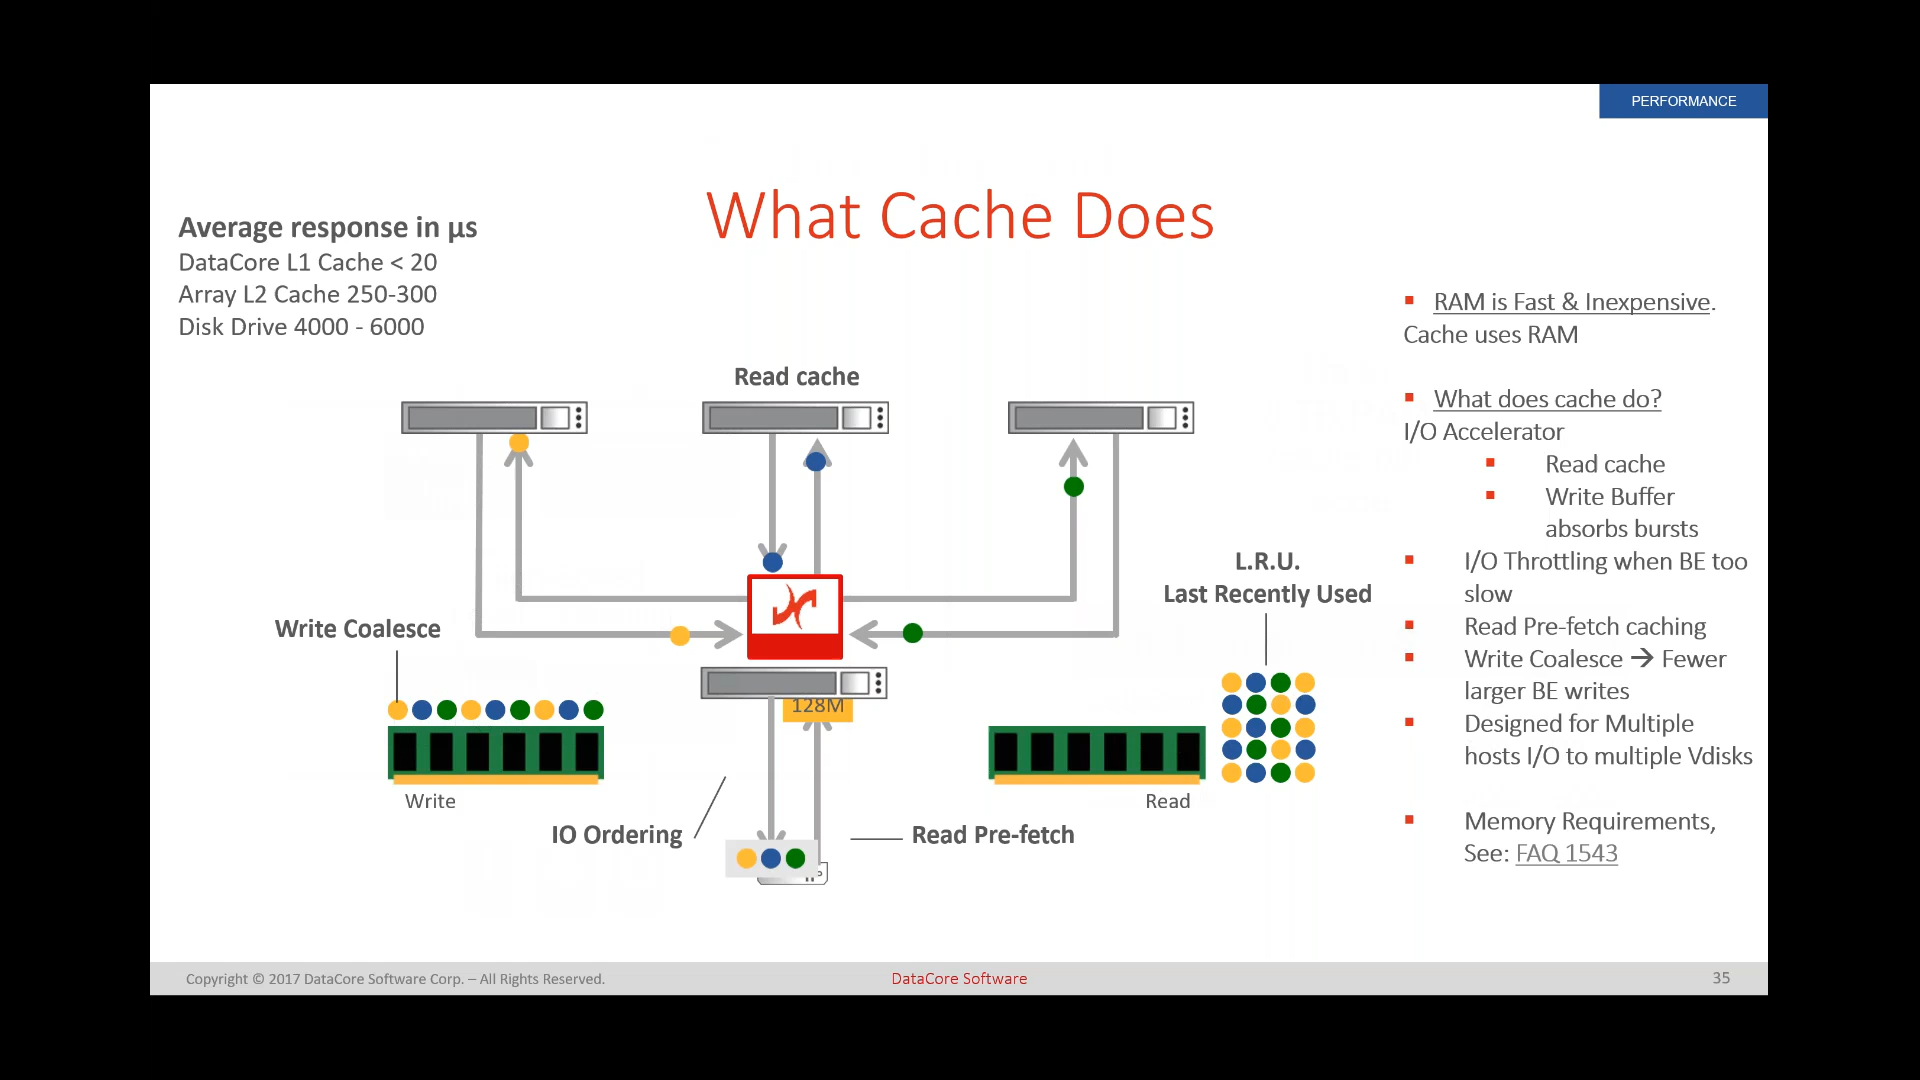 PERFORMANCE
What Cache Does
Average response in µs
DataCore L1 Cache < 20
Array L2 Cache 250-300
Disk Drive 4000 - 6000
Read cache
Write Coalesce
Write
128M
IO Ordering
Read Pre-fetch
L.R.U.
Last Recently Used
Read
▪ RAM is Fast & Inexpensive.
Cache uses RAM
▪ What does cache do?
I/O Accelerator
▪ Read cache
▪ Write Buffer
absorbs bursts
▪ I/O Throttling when BE too
slow
▪ Read Pre-fetch caching
▪ Write Coalesce → Fewer
larger BE writes
▪ Designed for Multiple
hosts I/O to multiple Vdisks
▪ Memory Requirements,
See: FAQ 1543
Copyright © 2017 DataCore Software Corp. – All Rights Reserved.
DataCore Software
35